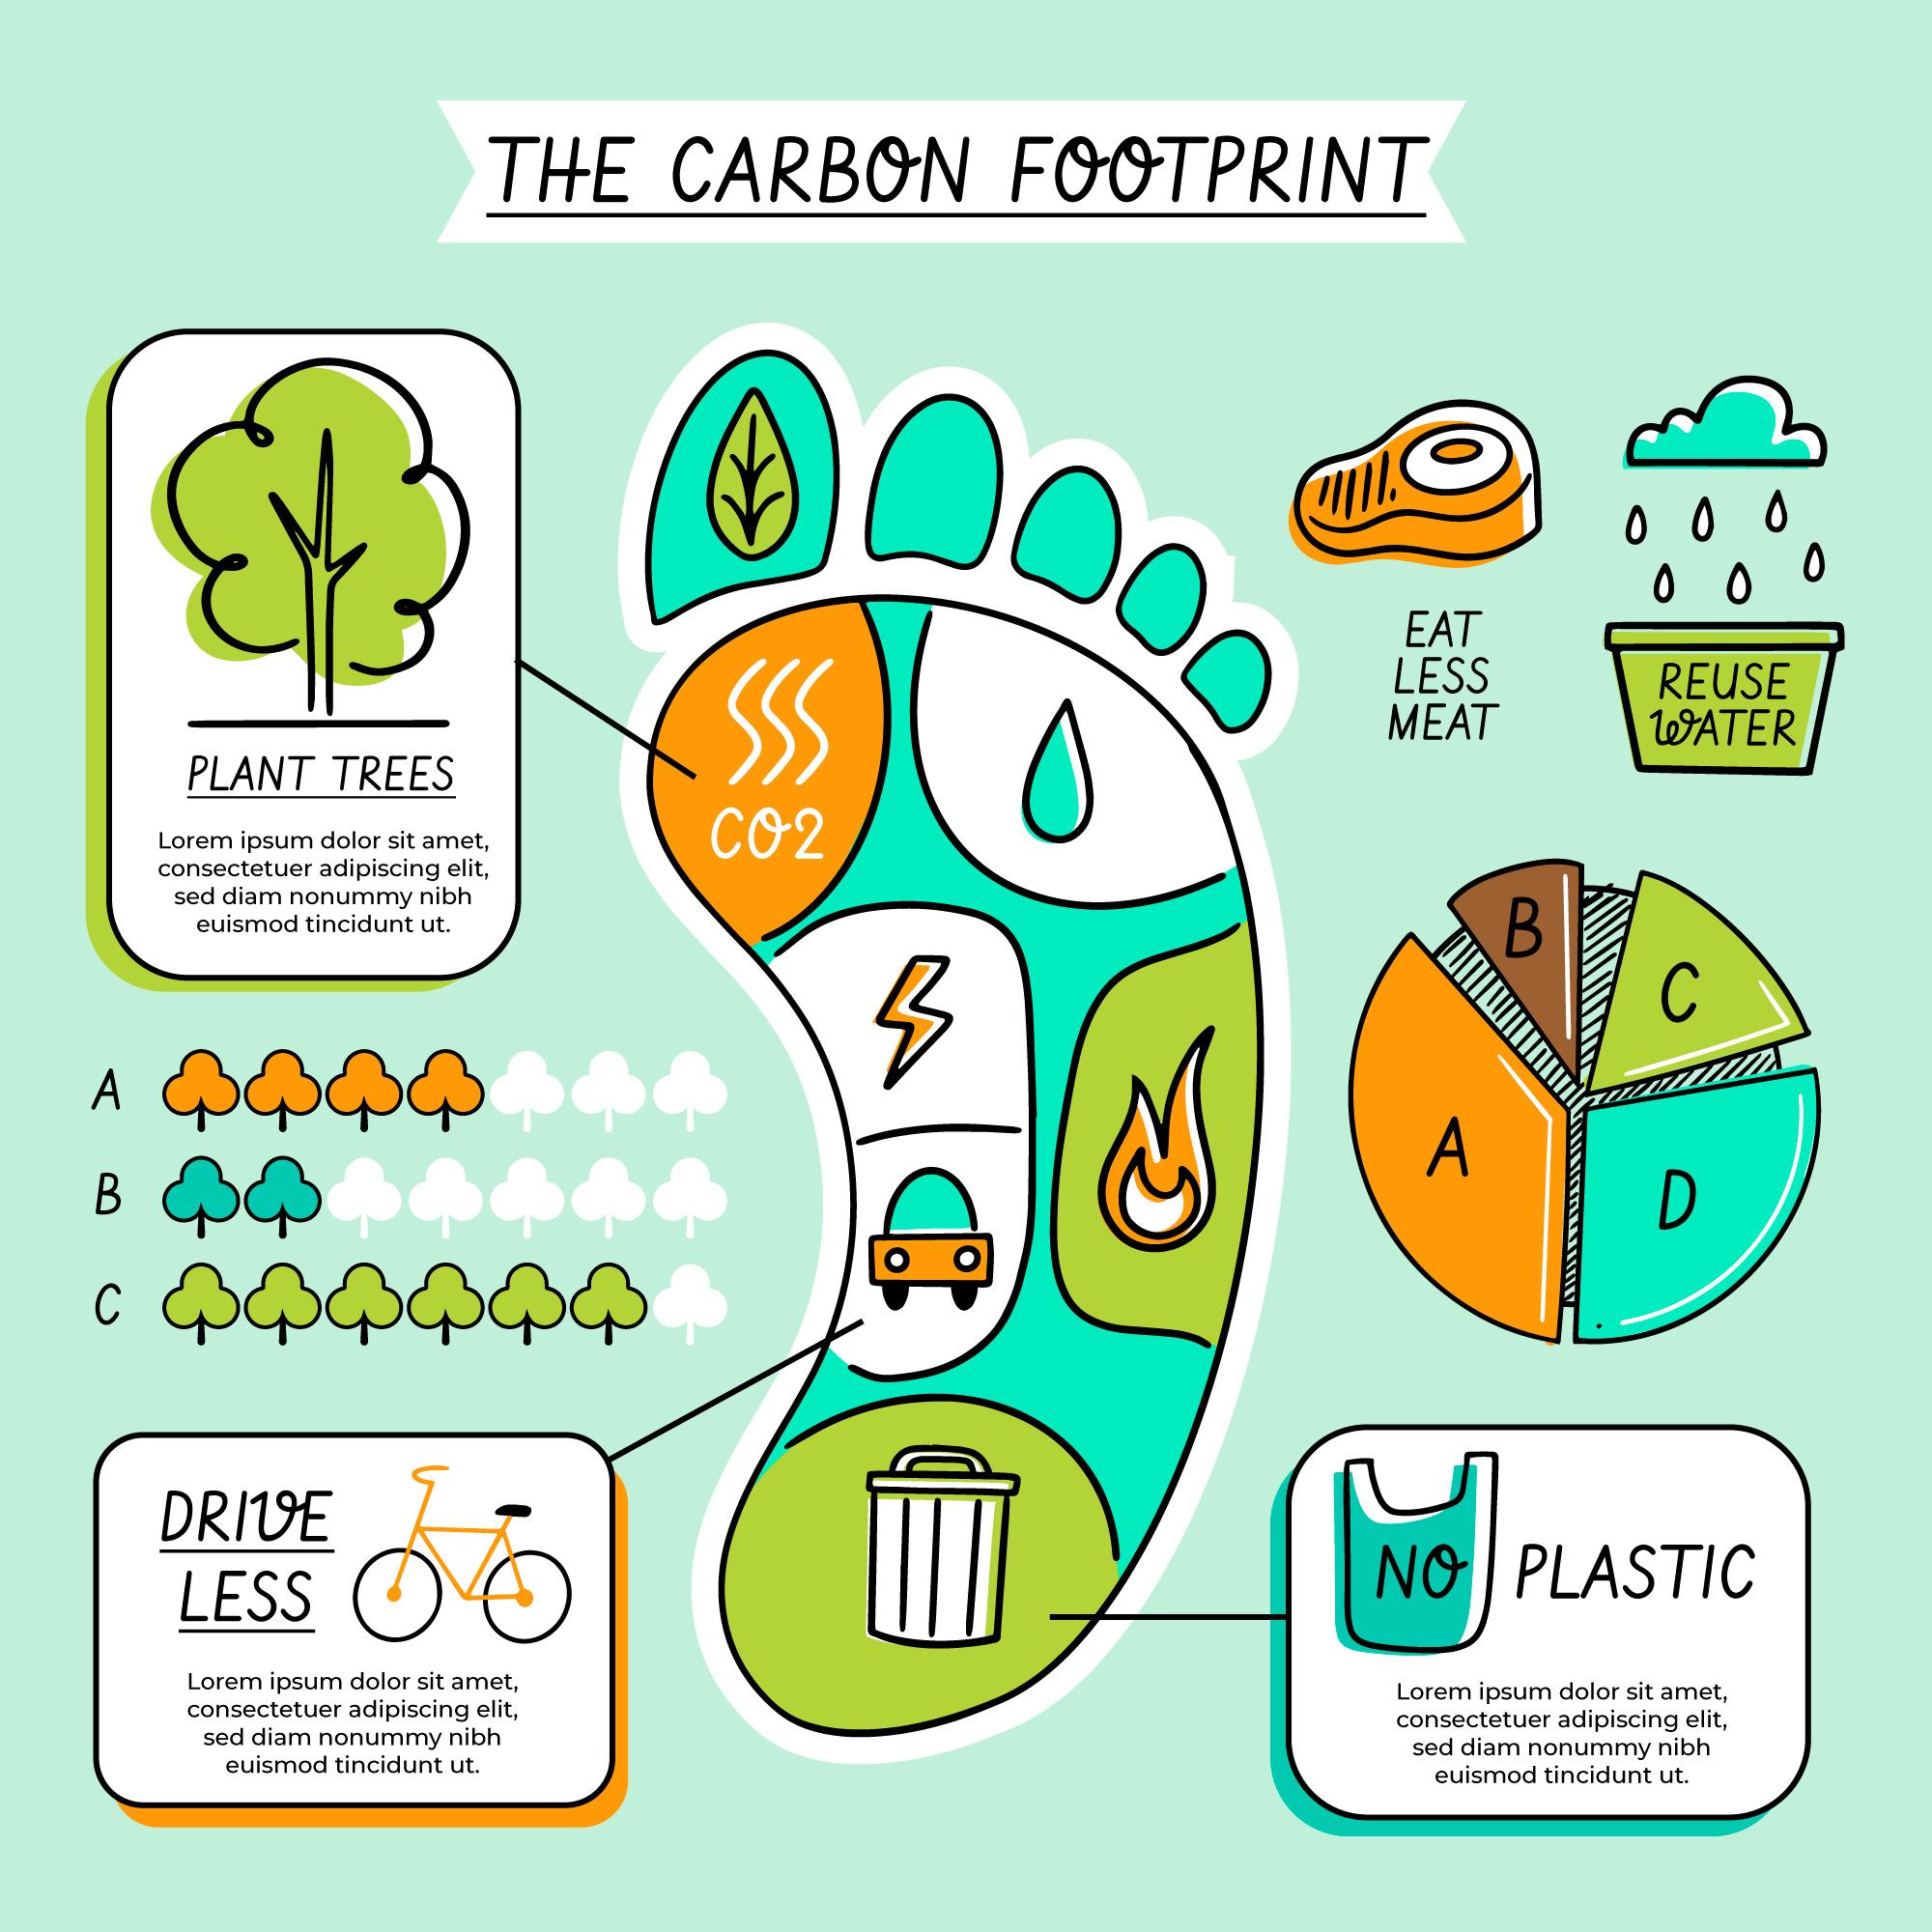 THE CARBON FOOTPRINT
PLANT TREES
Lorem ipsum dolor sit amet,
consectetuer adipiscing elit,
sed diam nonummy nibh
euismod tincidunt ut.
CO2
EAT
LESS
MEAT
REUSE
WATER
A
B
C
B
C
A
D
DRIVE
LESS
Lorem ipsum dolor sit amet,
consectetuer adipiscing elit,
sed diam nonummy nibh
euismod tincidunt ut.
NO PLASTIC
Lorem ipsum dolor sit amet,
consectetuer adipiscing elit,
sed diam nonummy nibh
euismod tincidunt ut.